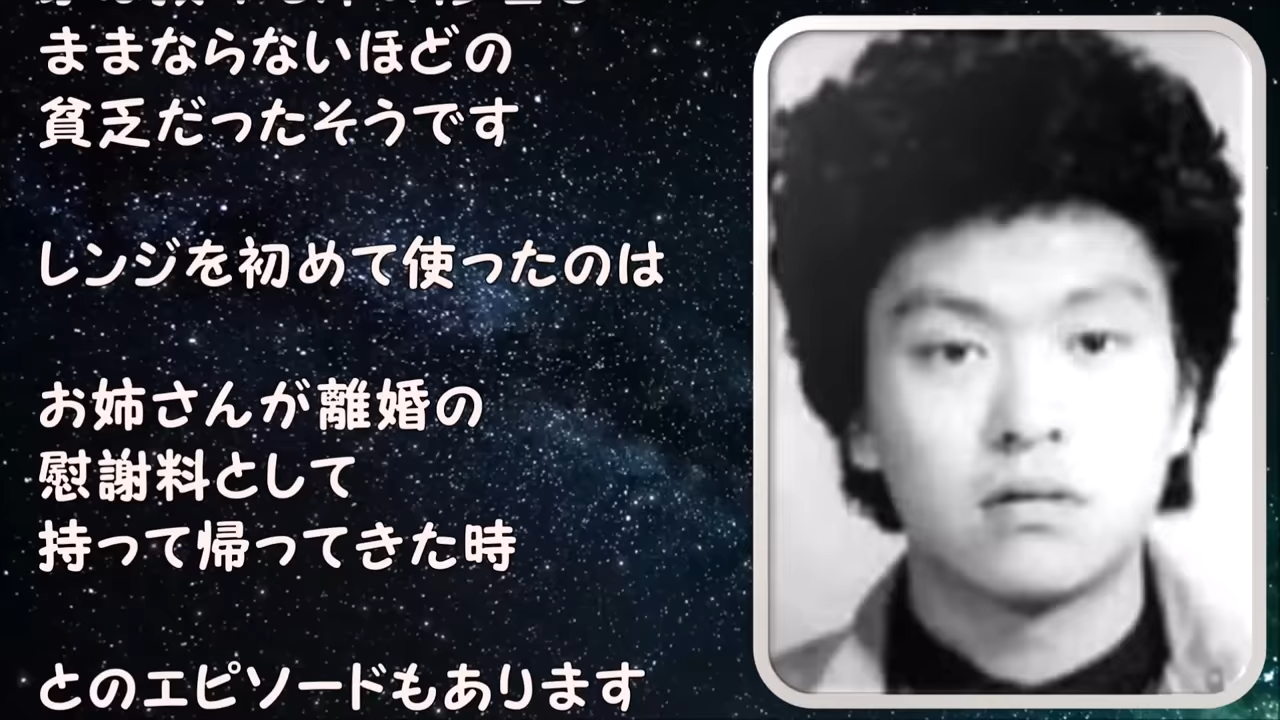 ままならないほどの
貧乏だったそうです
レンジを初めて使ったのは
お姉さんが離婚の
慰謝料として
持って帰ってきた時
とのエピソードもあります